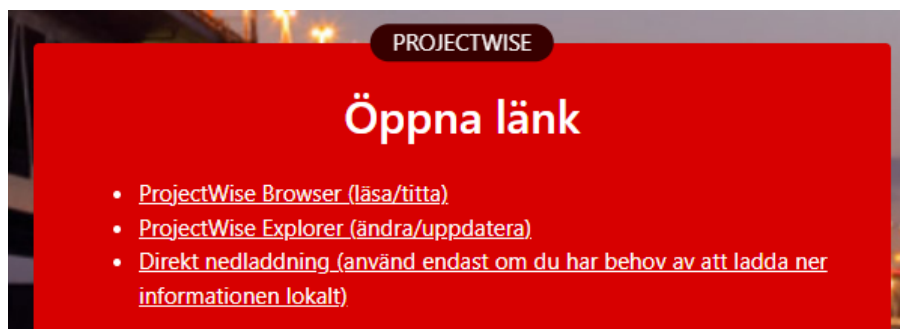 PROJECTWISE
Öppna länk
• ProjectWise Browser (läsa/titta)
• ProjectWise Explorer (ändra/uppdatera)
• Direkt nedladdning (använd endast om du har behov av att ladda ner
informationen lokalt)